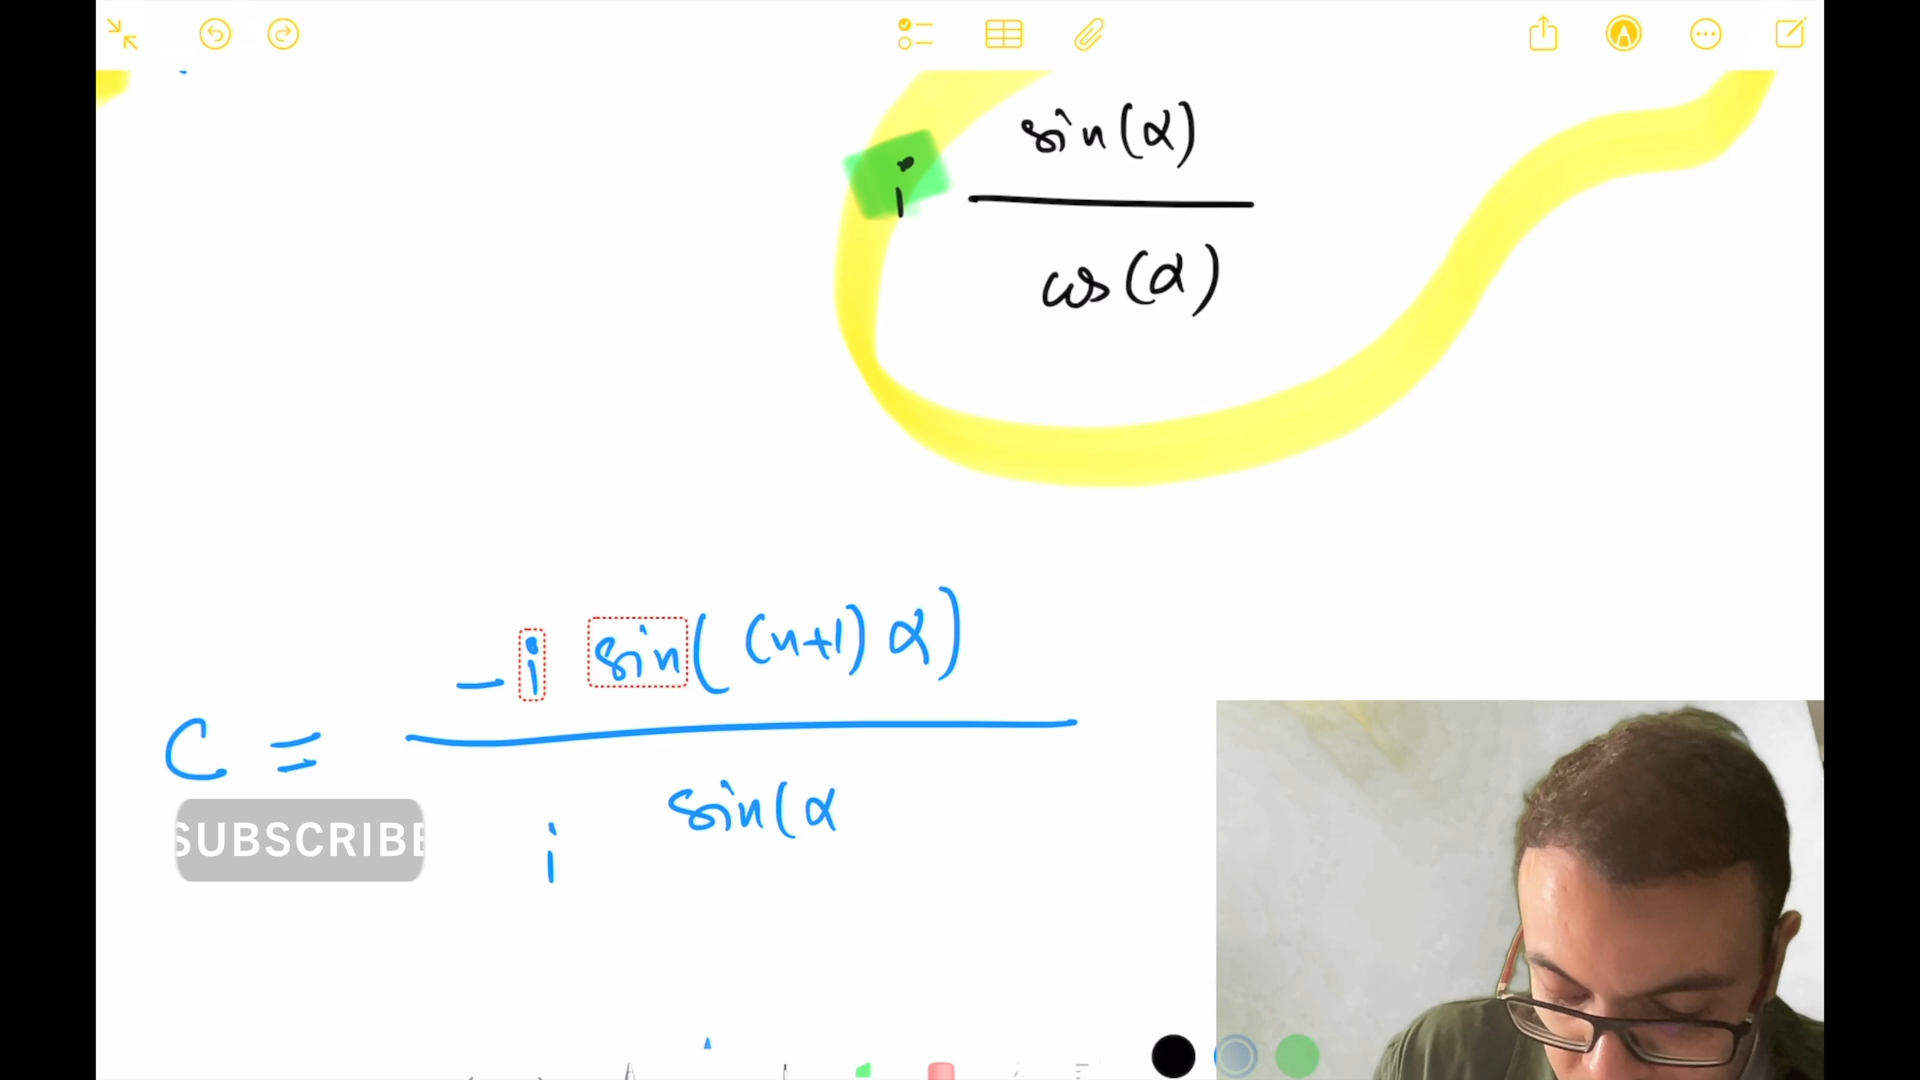 i sin(α)
cos(α)
-i sin((n+1)α)
C =
i sin(α
SUBSCRIBE